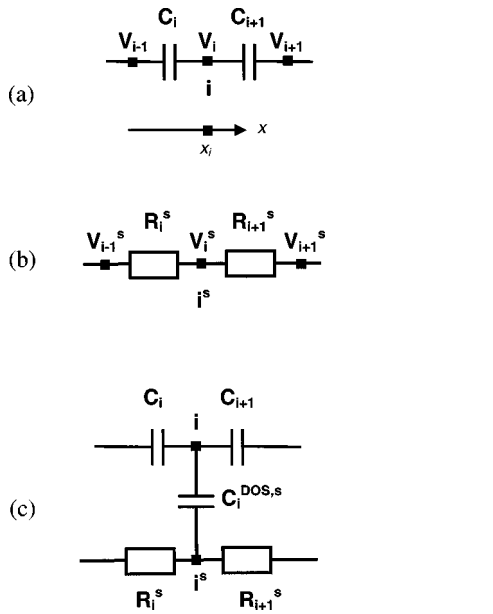 C_i C_{i+1}
V_{i-1} V_i V_{i+1}
(a)
i
x
x_i
R_i^s R_{i+1}^s
V_{i-1}^s V_i^s V_{i+1}^s
(b)
i^s
C_i C_{i+1}
i
C_i^{DOS,s}
(c)
R_i^s i^s R_{i+1}^s